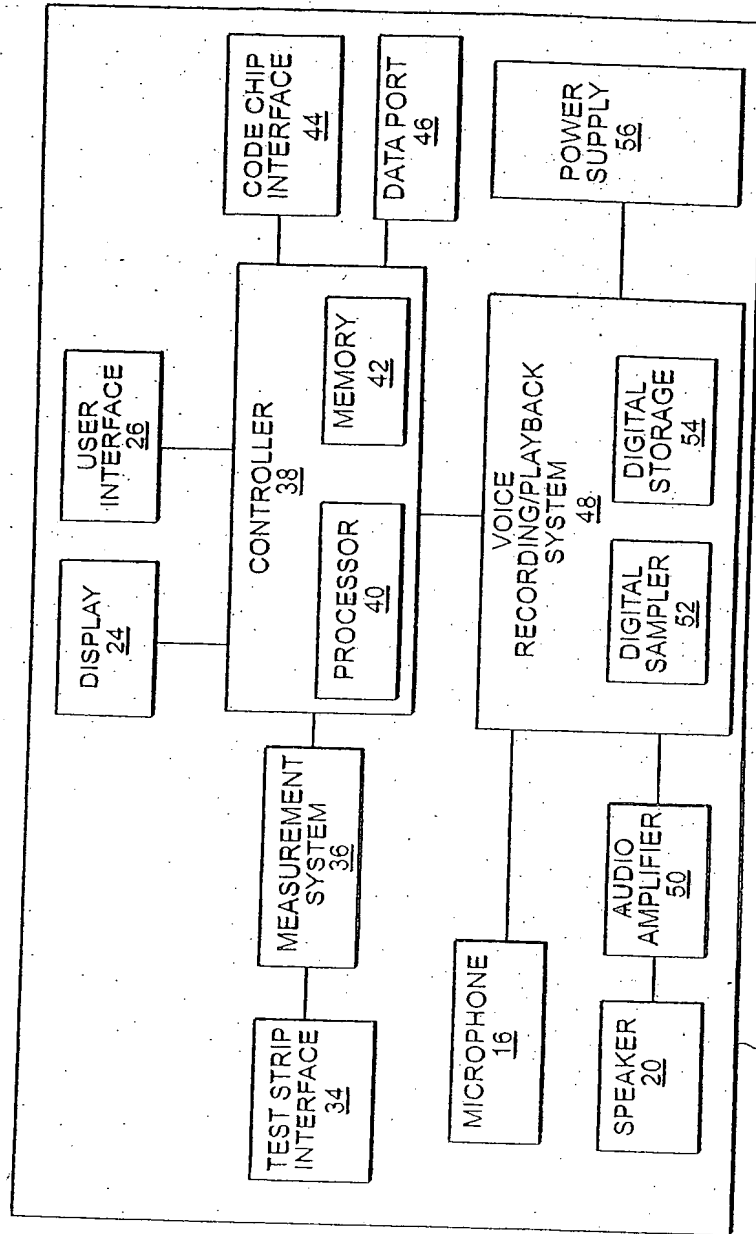 DISPLAY
24
USER
INTERFACE
26
CODE CHIP
INTERFACE
44
DATA PORT
46
CONTROLLER
38
PROCESSOR
40
MEMORY
42
MEASUREMENT
SYSTEM
36
TEST STRIP
INTERFACE
34
MICROPHONE
16
SPEAKER
20
AUDIO
AMPLIFIER
50
VOICE
RECORDING/PLAYBACK
SYSTEM
48
DIGITAL
SAMPLER
52
DIGITAL
STORAGE
54
POWER
SUPPLY
56